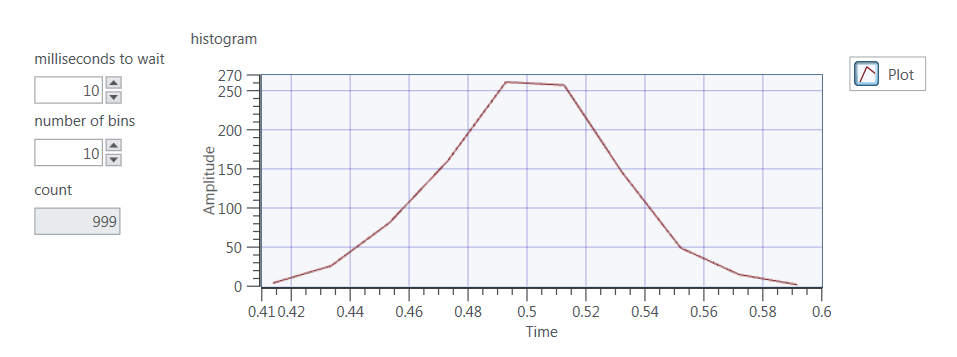 histogram
milliseconds to wait
10
number of bins
10
count
999
Plot
270
250
200
150
100
50
0
Amplitude
0.41 0.42 0.44 0.46 0.48 0.5 0.52 0.54 0.56 0.58 0.6
Time